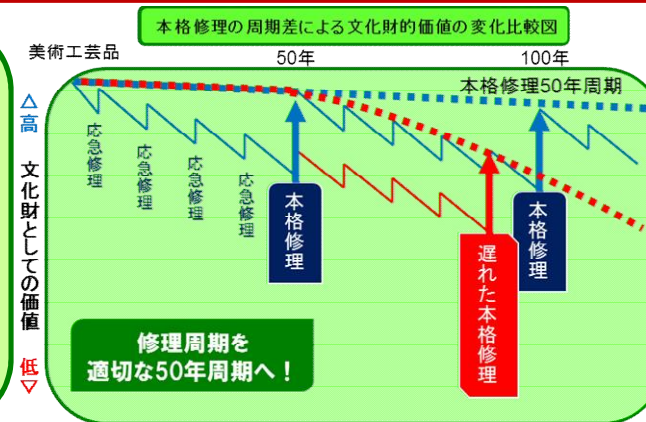 本格修理の周期差による文化財的価値の変化比較図
美術工芸品
50年
100年
本格修理50年周期
△
高
文化財としての価値
低
▽
応急修理
応急修理
応急修理
応急修理
本格修理
遅れた本格修理
本格修理
修理周期を
適切な50年周期へ！